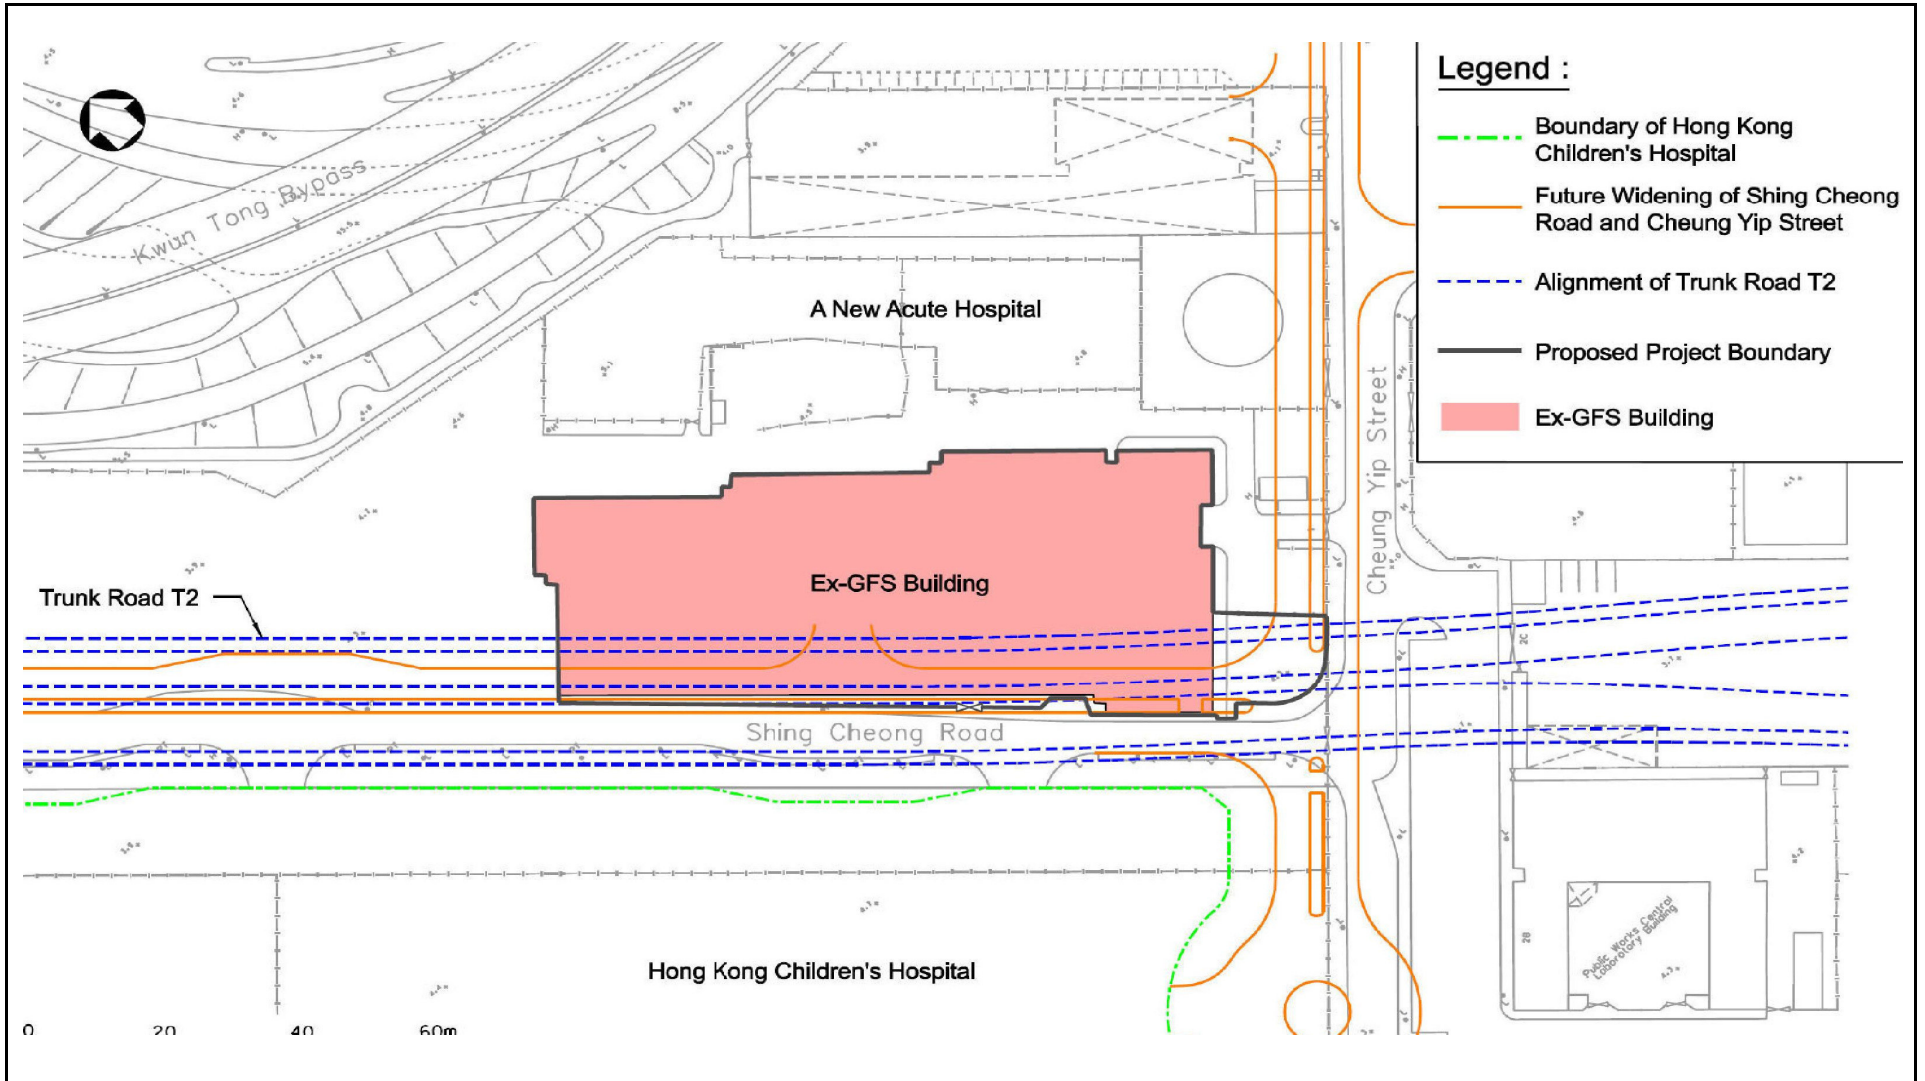 Legend :
Boundary of Hong Kong
Children's Hospital
Future Widening of Shing Cheong
Road and Cheung Yip Street
Alignment of Trunk Road T2
Proposed Project Boundary
Ex-GFS Building
Kwun Tong Bypass
A New Acute Hospital
Cheung Yip Street
Ex-GFS Building
Trunk Road T2
Shing Cheong Road
Hong Kong Children's Hospital
Public Works Central
Laboratory Building
2C
2B
0 20 40 60m